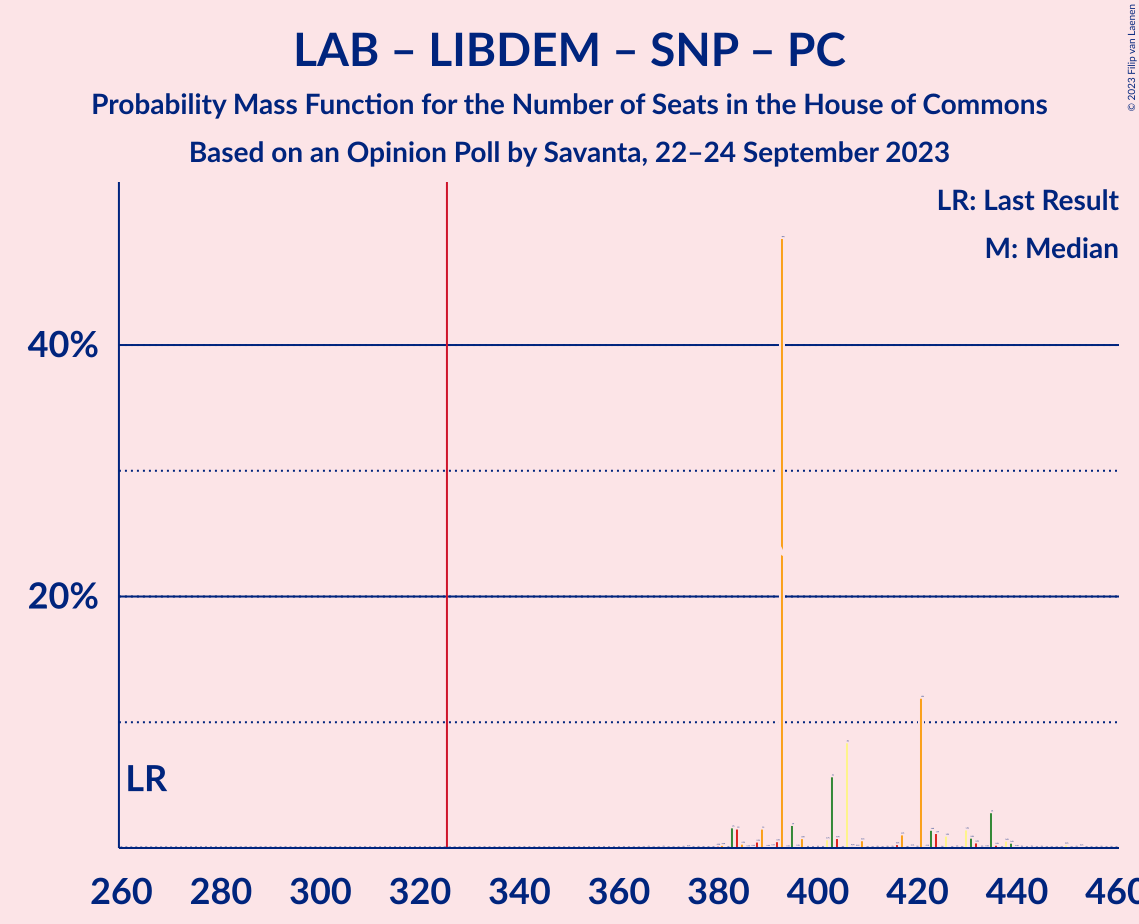 LAB – LIBDEM – SNP – PC
Probability Mass Function for the Number of Seats in the House of Commons
Based on an Opinion Poll by Savanta, 22–24 September 2023
© 2023 Filip van Laenen
LR: Last Result
M: Median
40%
20%
LR
260 280 300 320 340 360 380 400 420 440 460